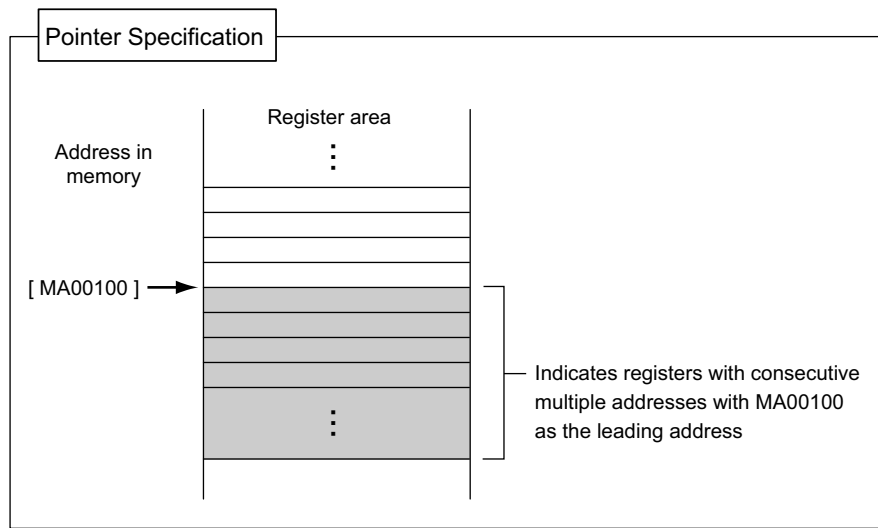 Pointer Specification
Register area
Address in
memory
[ MA00100 ]
Indicates registers with consecutive
multiple addresses with MA00100
as the leading address